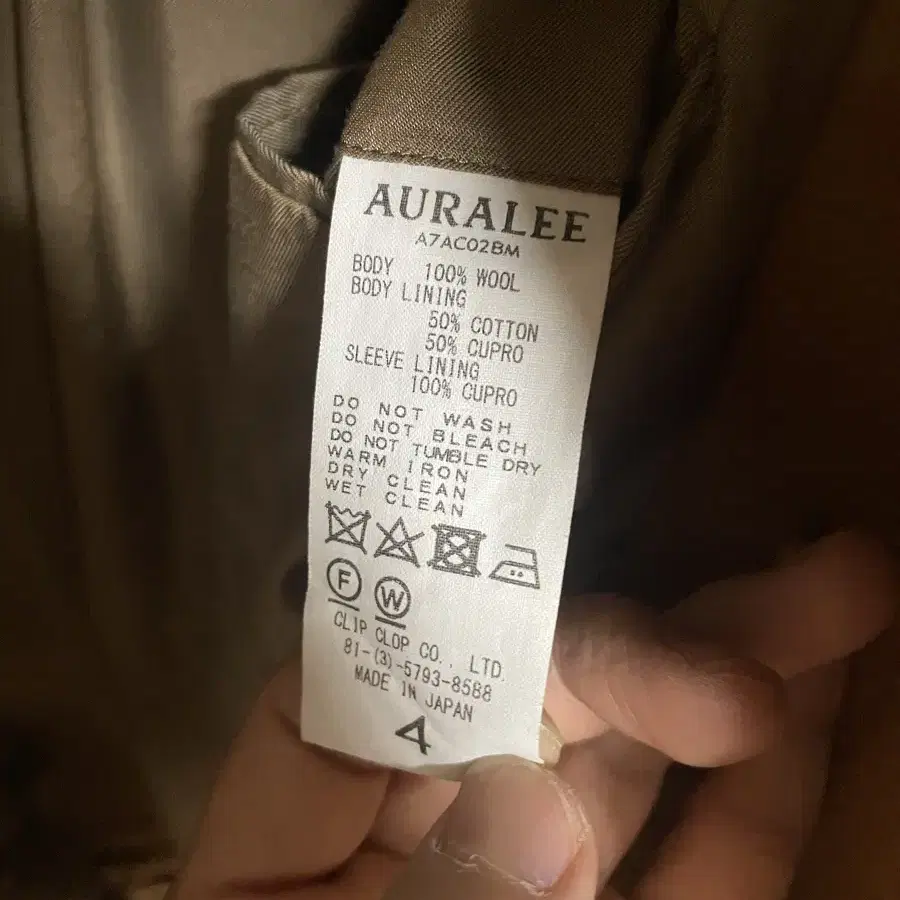 AURALEE
A7AC02BM
BODY 100% WOOL
BODY LINING
50% COTTON
50% CUPRO
SLEEVE LINING
100% CUPRO
DO NOT WASH
DO NOT BLEACH
DO NOT TUMBLE DRY
WARM IRON
DRY CLEAN
WET CLEAN
F W
CLIP CLOP CO., LTD.
81-(3)-5793-8588
MADE IN JAPAN
4